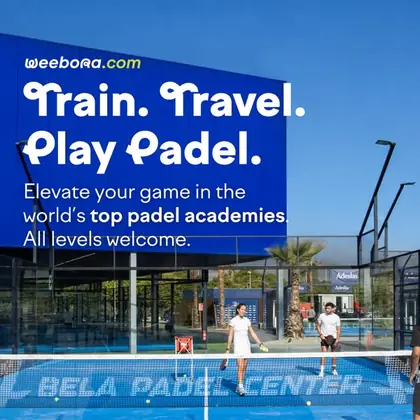 weebora.com
Train. Travel.
Play Padel.
Elevate your game in the
world's top padel academies.
All levels welcome.
Adeslas
BELA PADEL CENTER